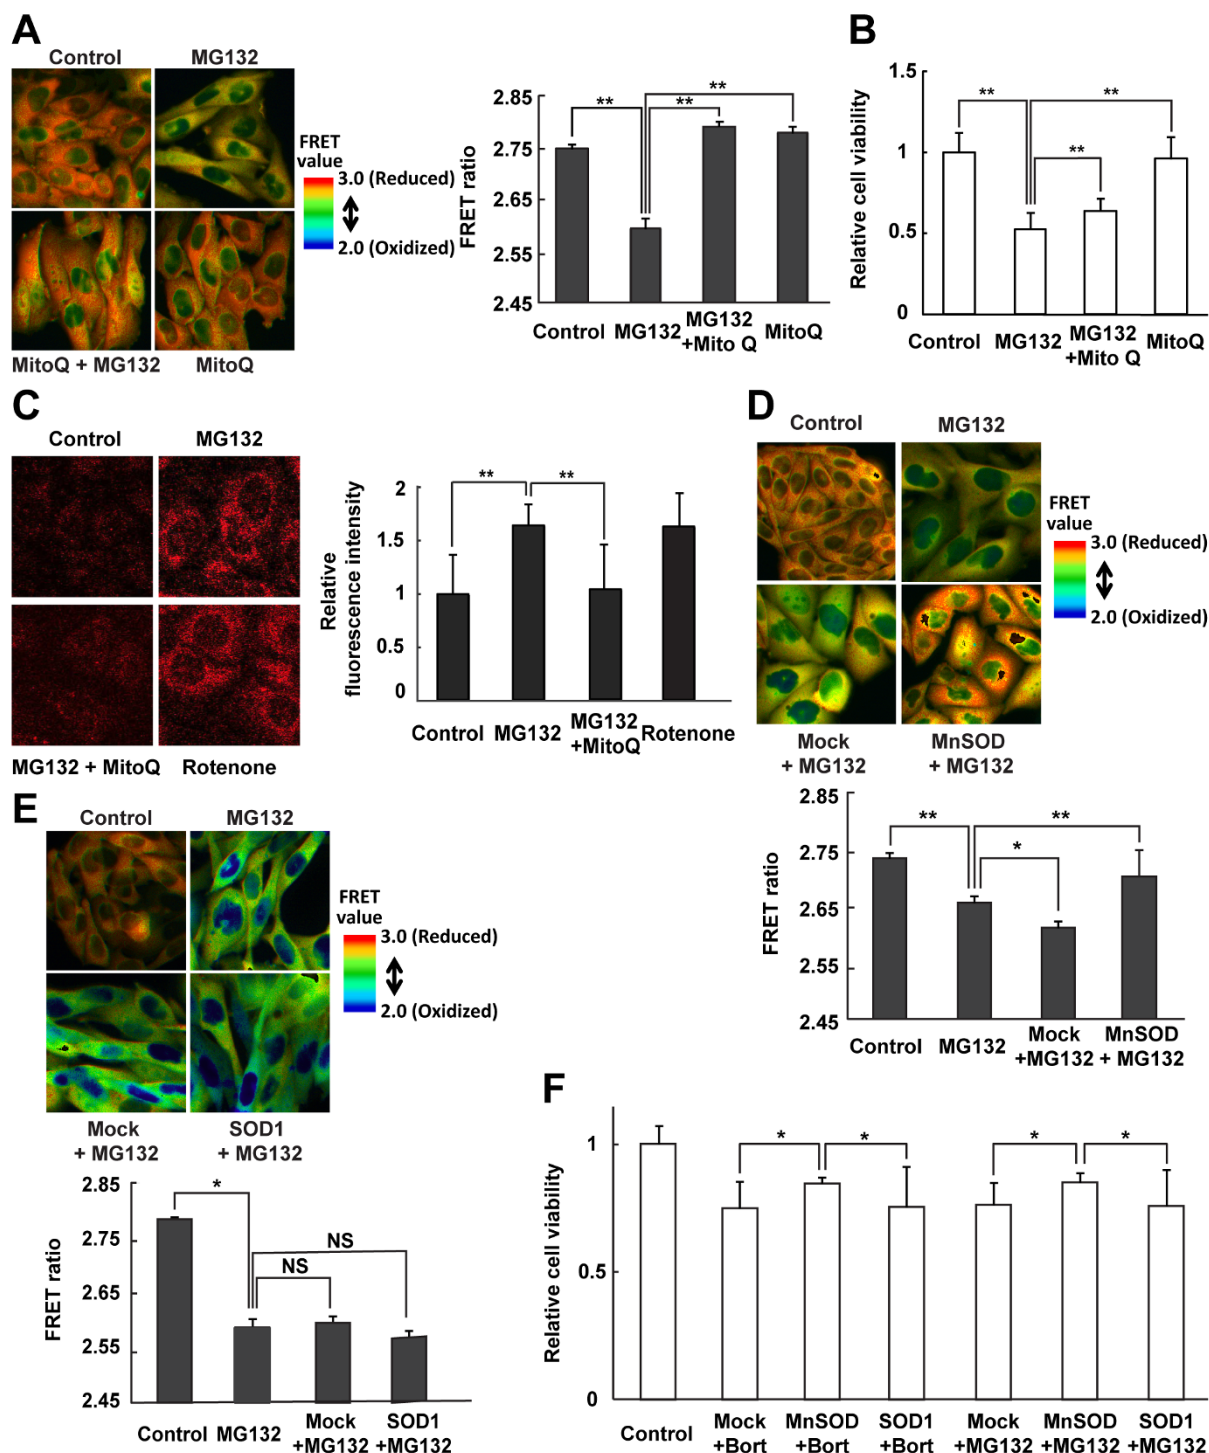 A
Control
MG132
FRET
value
3.0 (Reduced)
2.0 (Oxidized)
MitoQ + MG132
MitoQ
FRET ratio
2.85
2.75
2.65
2.55
2.45
**
**
**
Control
MG132
MG132
+Mito Q
MitoQ
B
Relative cell viability
1.5
1
0.5
0
**
**
**
Control
MG132
MG132
+Mito Q
MitoQ
C
Control
MG132
MG132 + MitoQ
Rotenone
Relative
fluorescence intensity
2
1.5
1
0.5
0
**
**
Control
MG132
MG132
+MitoQ
Rotenone
D
Control
MG132
FRET
value
3.0 (Reduced)
2.0 (Oxidized)
Mock
+ MG132
MnSOD
+ MG132
FRET ratio
2.85
2.75
2.65
2.55
2.45
**
**
*
Control
MG132
Mock
+MG132
MnSOD
+ MG132
E
Control
MG132
FRET
value
3.0 (Reduced)
2.0 (Oxidized)
Mock
+ MG132
SOD1
+ MG132
FRET ratio
2.85
2.75
2.65
2.55
2.45
*
NS
NS
Control
MG132
Mock
+MG132
SOD1
+MG132
F
Relative cell viability
1
0.5
0
*
*
*
*
Control
Mock
+Bort
MnSOD
+Bort
SOD1
+Bort
Mock
+MG132
MnSOD
+MG132
SOD1
+MG132